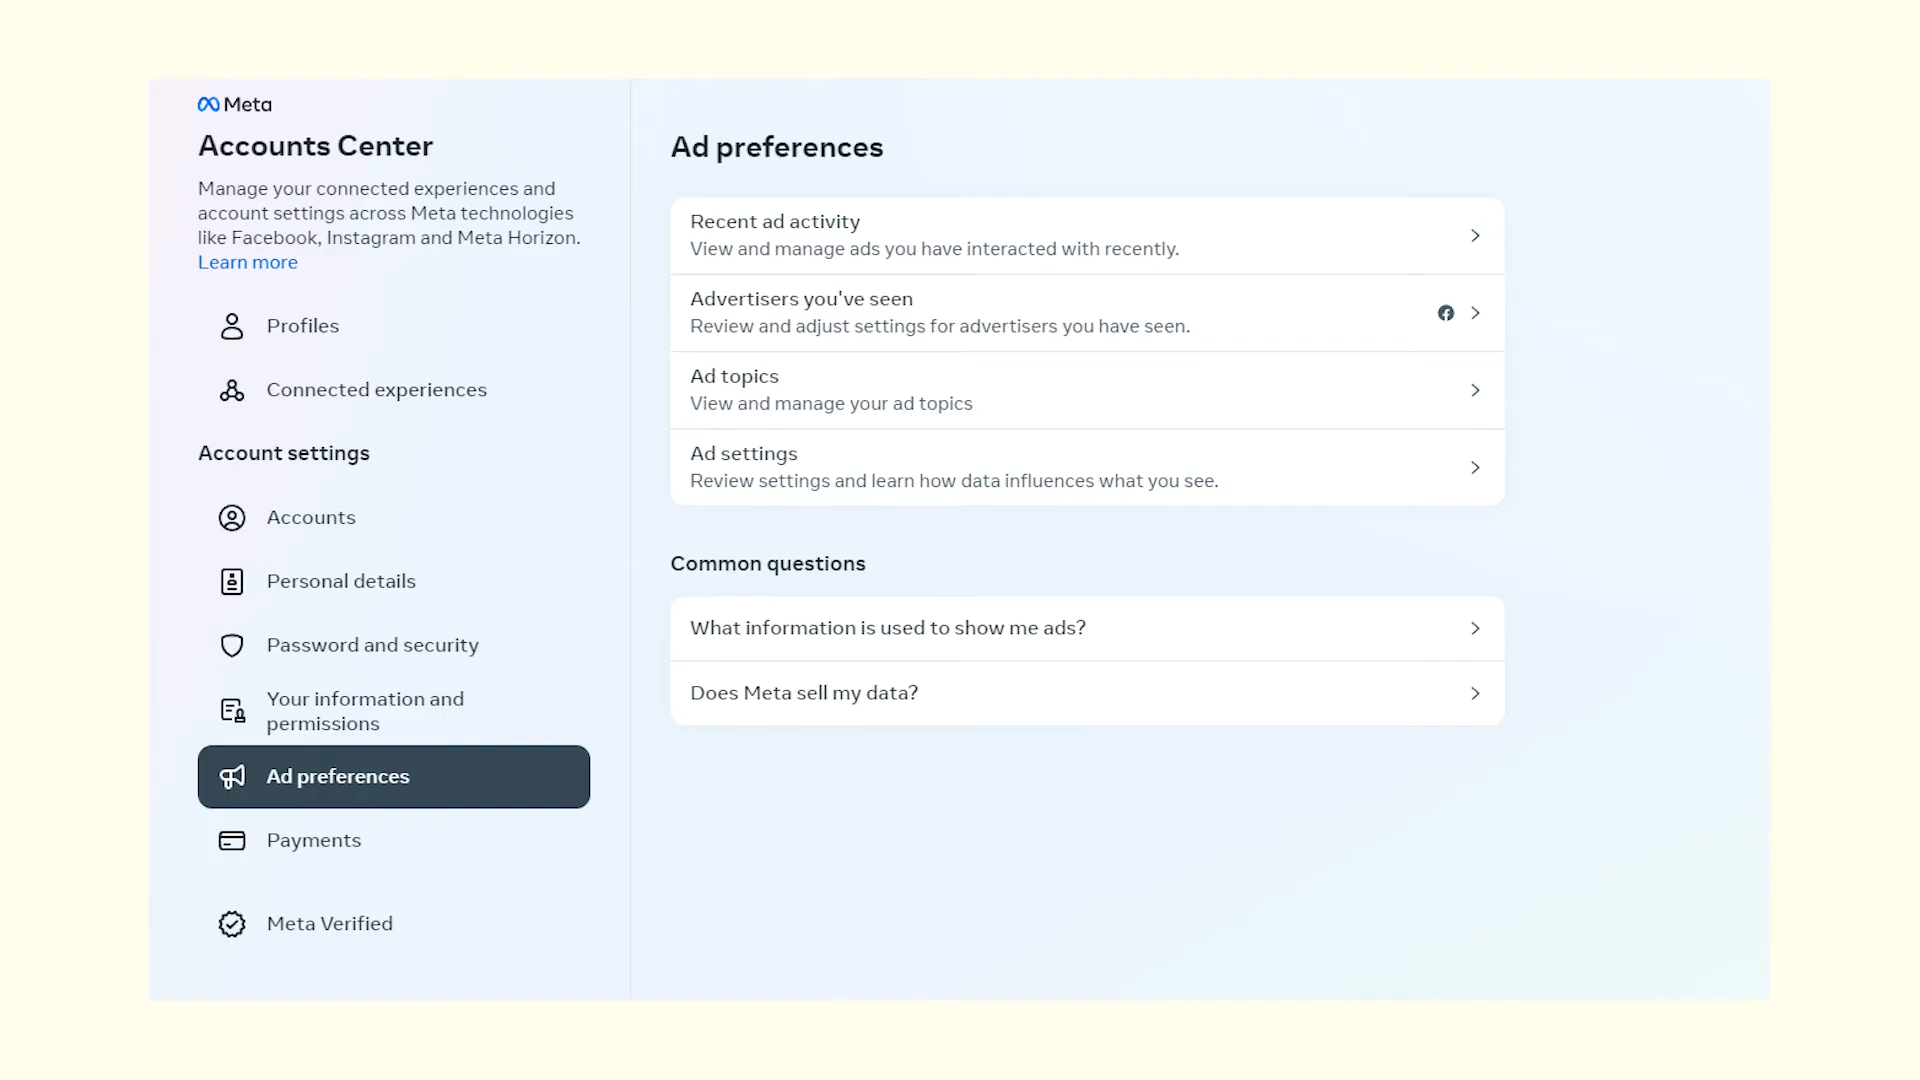 Meta
Accounts Center
Manage your connected experiences and
account settings across Meta technologies
like Facebook, Instagram and Meta Horizon.
Learn more
Profiles
Connected experiences
Account settings
Accounts
Personal details
Password and security
Your information and
permissions
Ad preferences
Payments
Meta Verified
Ad preferences
Recent ad activity
View and manage ads you have interacted with recently.
Advertisers you've seen
Review and adjust settings for advertisers you have seen.
Ad topics
View and manage your ad topics
Ad settings
Review settings and learn how data influences what you see.
Common questions
What information is used to show me ads?
Does Meta sell my data?